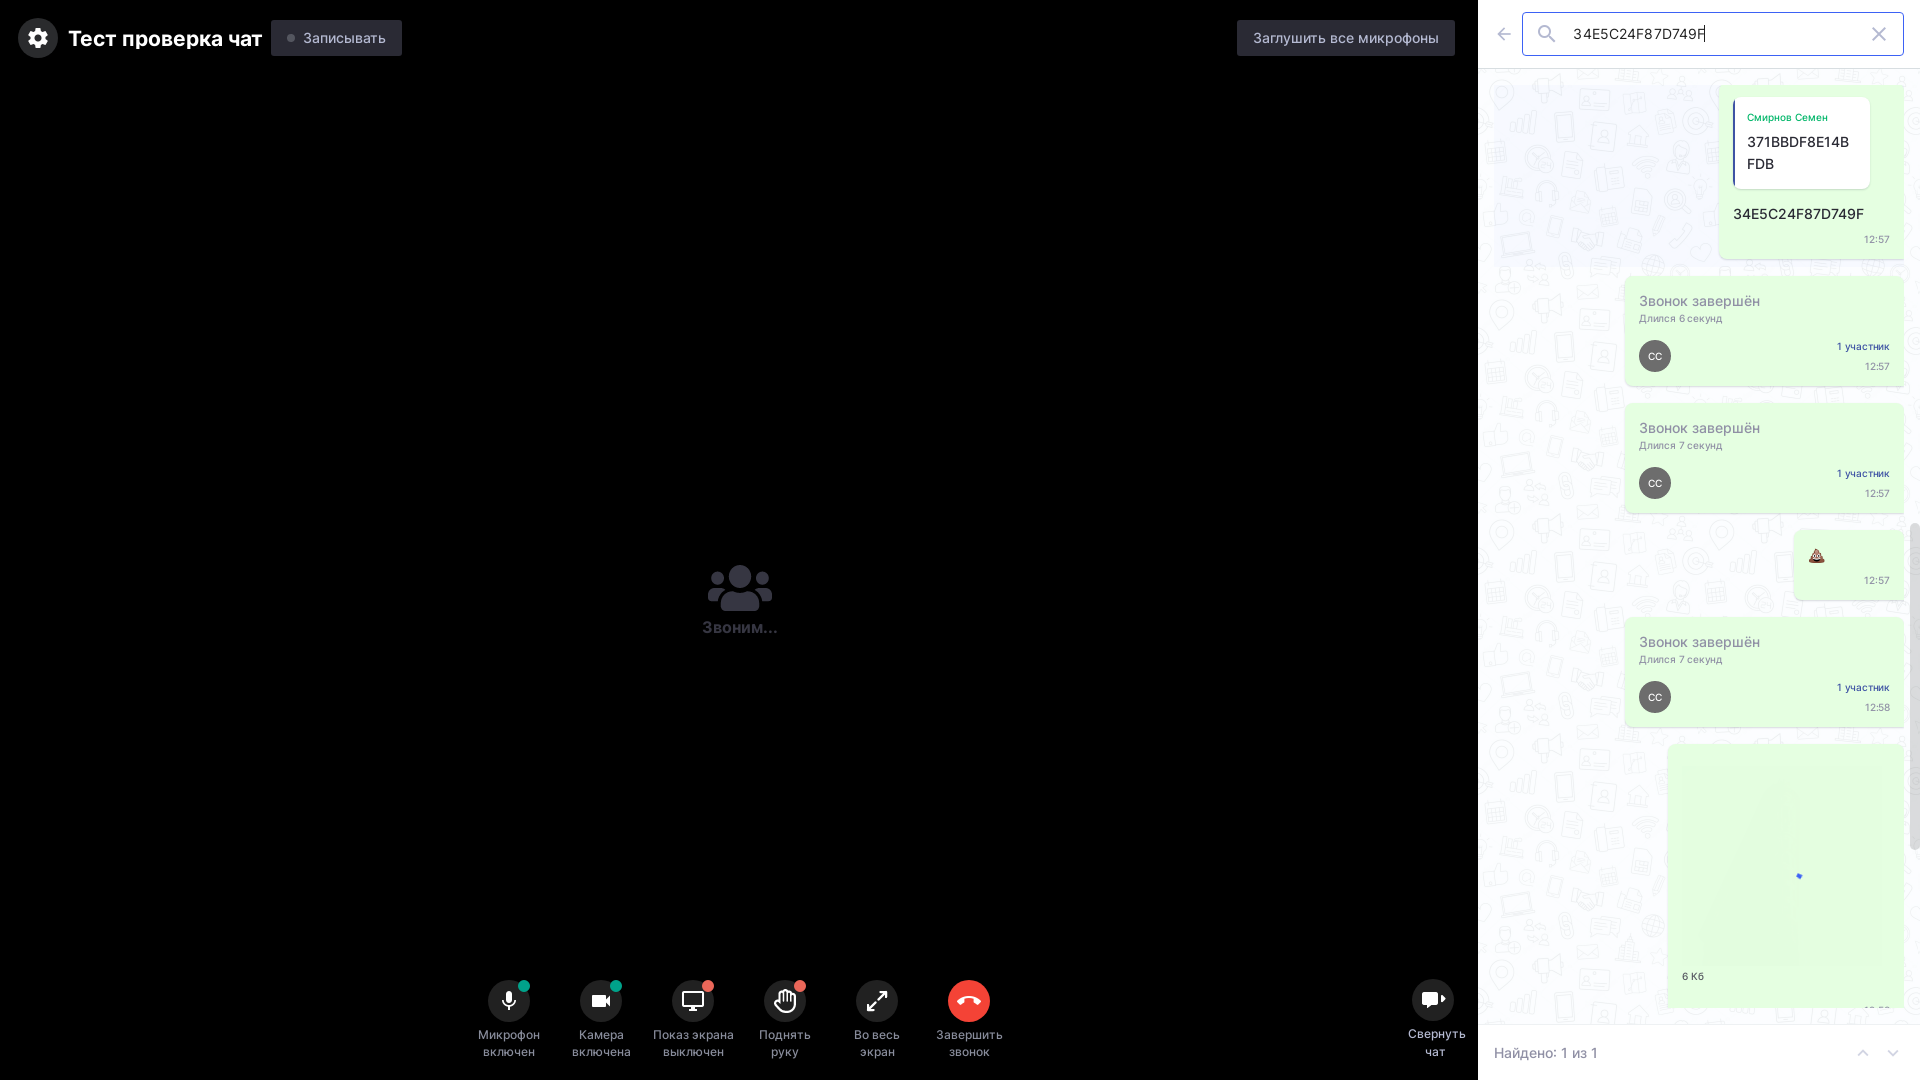 Тест проверка чат
Записывать
Заглушить все микрофоны
34E5C24F87D749F
Смирнов Семен
371BBDF8E14B
FDB
34E5C24F87D749F
12:57
Звонок завершён
Длился 6 секунд
СС
1 участник
12:57
Звонок завершён
Длился 7 секунд
СС
1 участник
12:57
12:57
Звонок завершён
Длился 7 секунд
СС
1 участник
12:58
6 Кб
Звоним...
Микрофон
включен
Камера
включена
Показ экрана
выключен
Поднять
руку
Во весь
экран
Завершить
звонок
Свернуть
чат
Найдено: 1 из 1